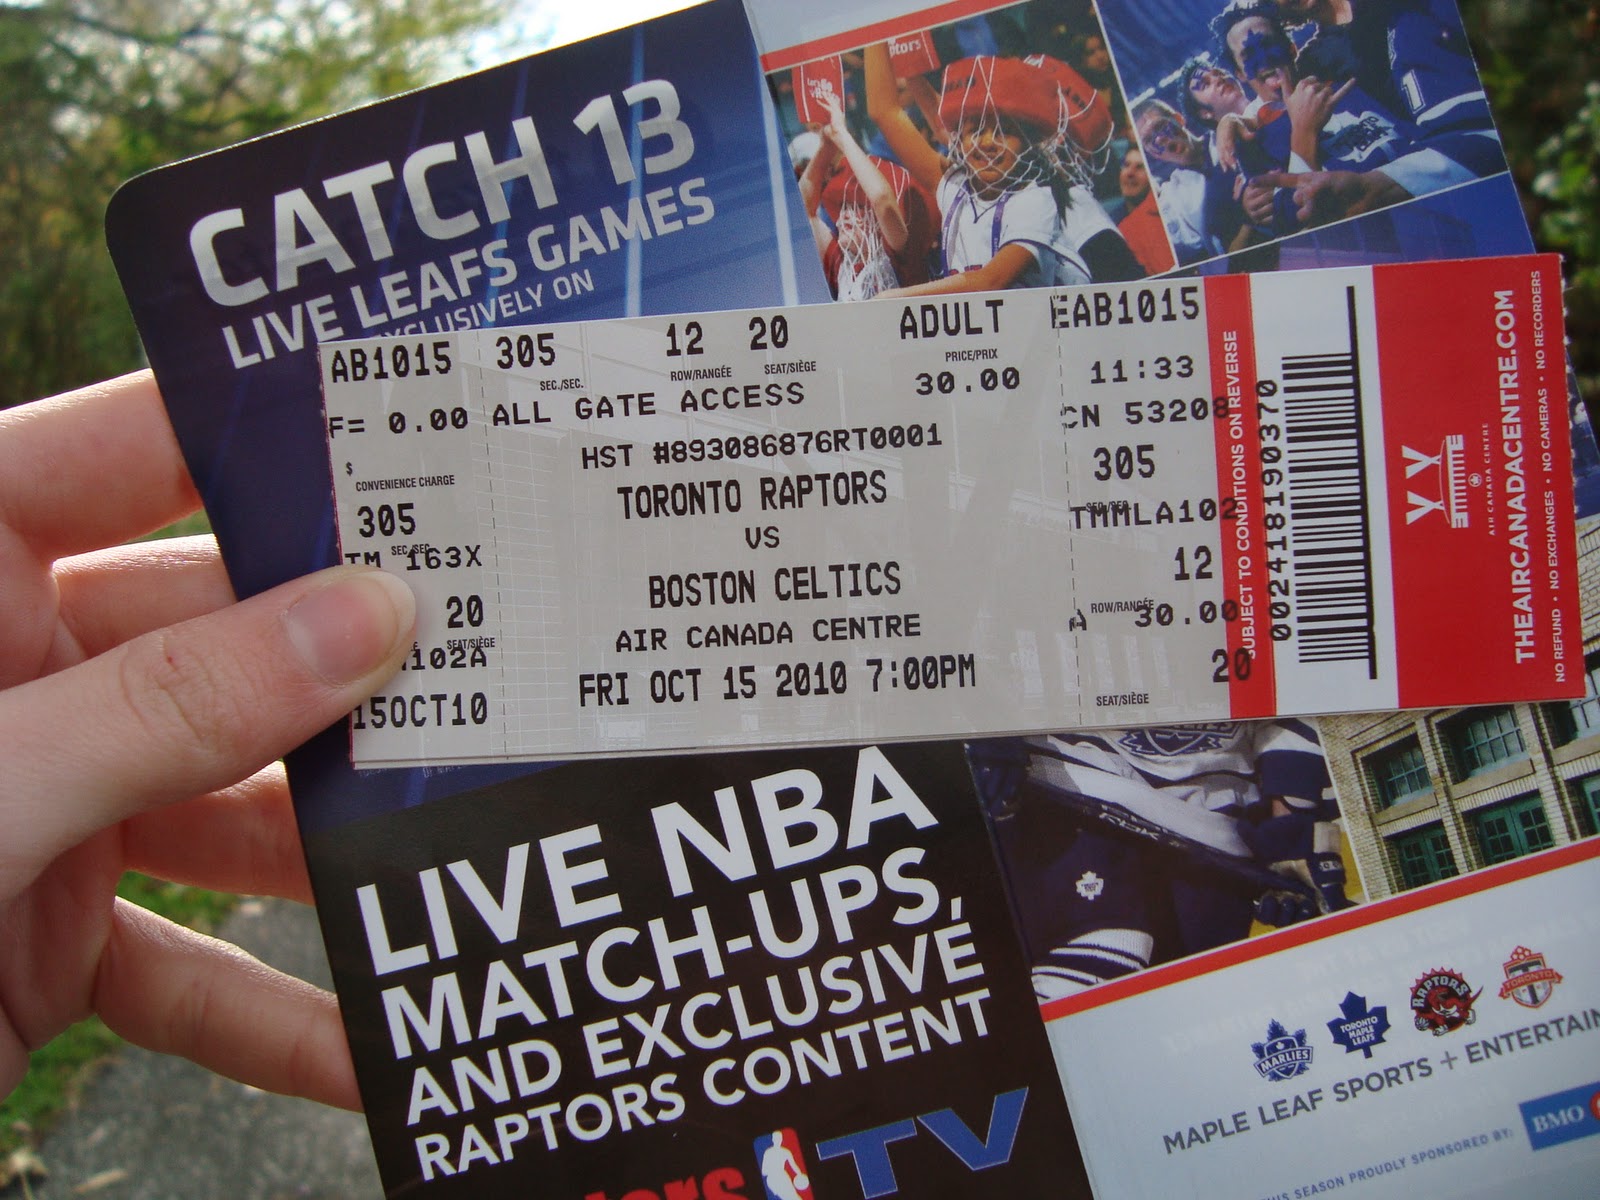 CATCH 13
LIVE LEAFS GAMES
EXCLUSIVELY ON
AB1015 305 12 20 ADULT EAB1015
SEC./SEC. ROW/RANGÉE SEAT/SIÈGE PRICE/PRIX
F= 0.00 ALL GATE ACCESS 30.00 11:33
$ CONVENIENCE CHARGE
HST #893086876RT0001
CN 53208
305 TORONTO RAPTORS 305
SEC./SEC.
TM 163X VS TMMLA102
20 BOSTON CELTICS 12
SEAT/SIÈGE ROW/RANGÉE
102A AIR CANADA CENTRE A 30.00
15OCT10 FRI OCT 15 2010 7:00PM 20
SEAT/SIÈGE
SUBJECT TO CONDITIONS ON REVERSE
002418190370
AIR CANADA CENTRE
THEAIRCANADACENTRE.COM
NO REFUND • NO EXCHANGES • NO CAMERAS • NO RECORDERS
LIVE NBA
MATCH-UPS,
AND EXCLUSIVE
RAPTORS CONTENT
TV
MARLIES
TORONTO
MAPLE
LEAFS
RAPTORS
TORONTO
MAPLE LEAF SPORTS + ENTERTAIN
THIS SEASON PROUDLY SPONSORED BY:
BMO